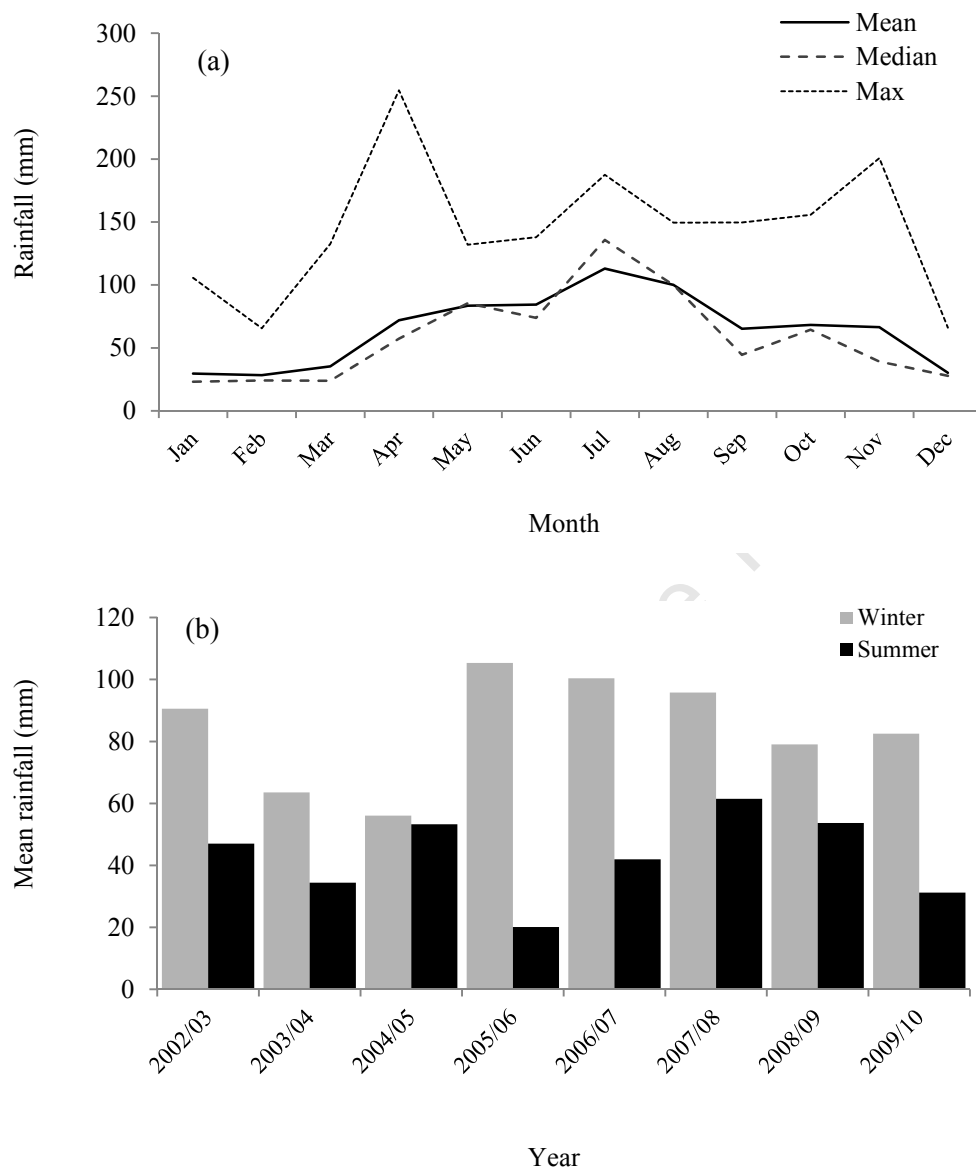 300
250
200
150
100
50
0
Rainfall (mm)
(a)
Mean
Median
Max
Jan
Feb
Mar
Apr
May
Jun
Jul
Aug
Sep
Oct
Nov
Dec
Month
120
100
80
60
40
20
0
Mean rainfall (mm)
(b)
Winter
Summer
2002/03
2003/04
2004/05
2005/06
2006/07
2007/08
2008/09
2009/10
Year